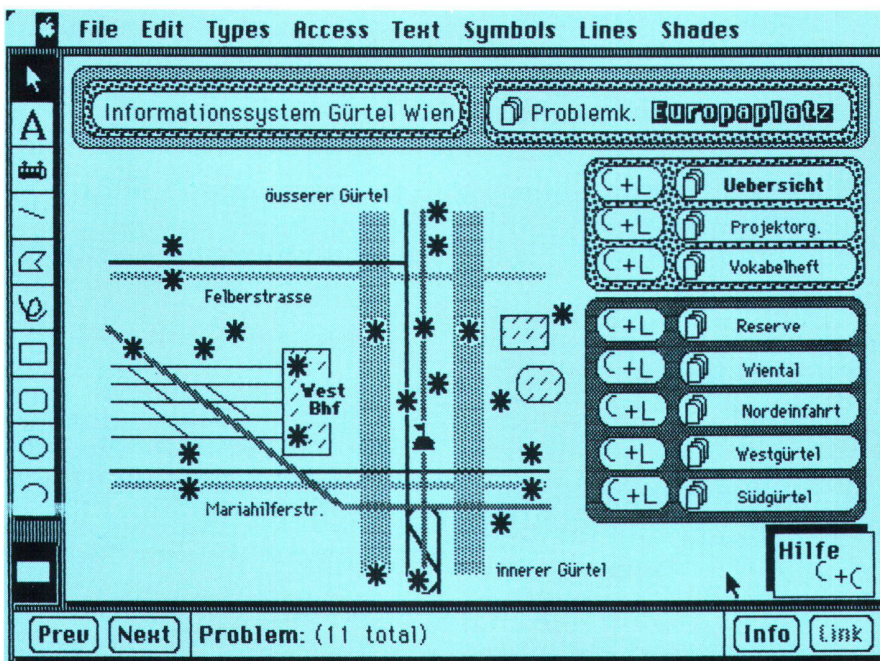 File Edit Types Access Text Symbols Lines Shades
A
Informationssystem Gürtel Wien
Problemk. Europaplatz
äusserer Gürtel
Felberstrasse
West
Bhf
Mariahilferstr.
innerer Gürtel
C+L Uebersicht
C+L Projektorg.
C+L Vokabelheft
C+L Reserve
C+L Wiental
C+L Nordeinfahrt
C+L Westgürtel
C+L Südgürtel
Hilfe
C+C
Prev Next Problem: (11 total) Info Link